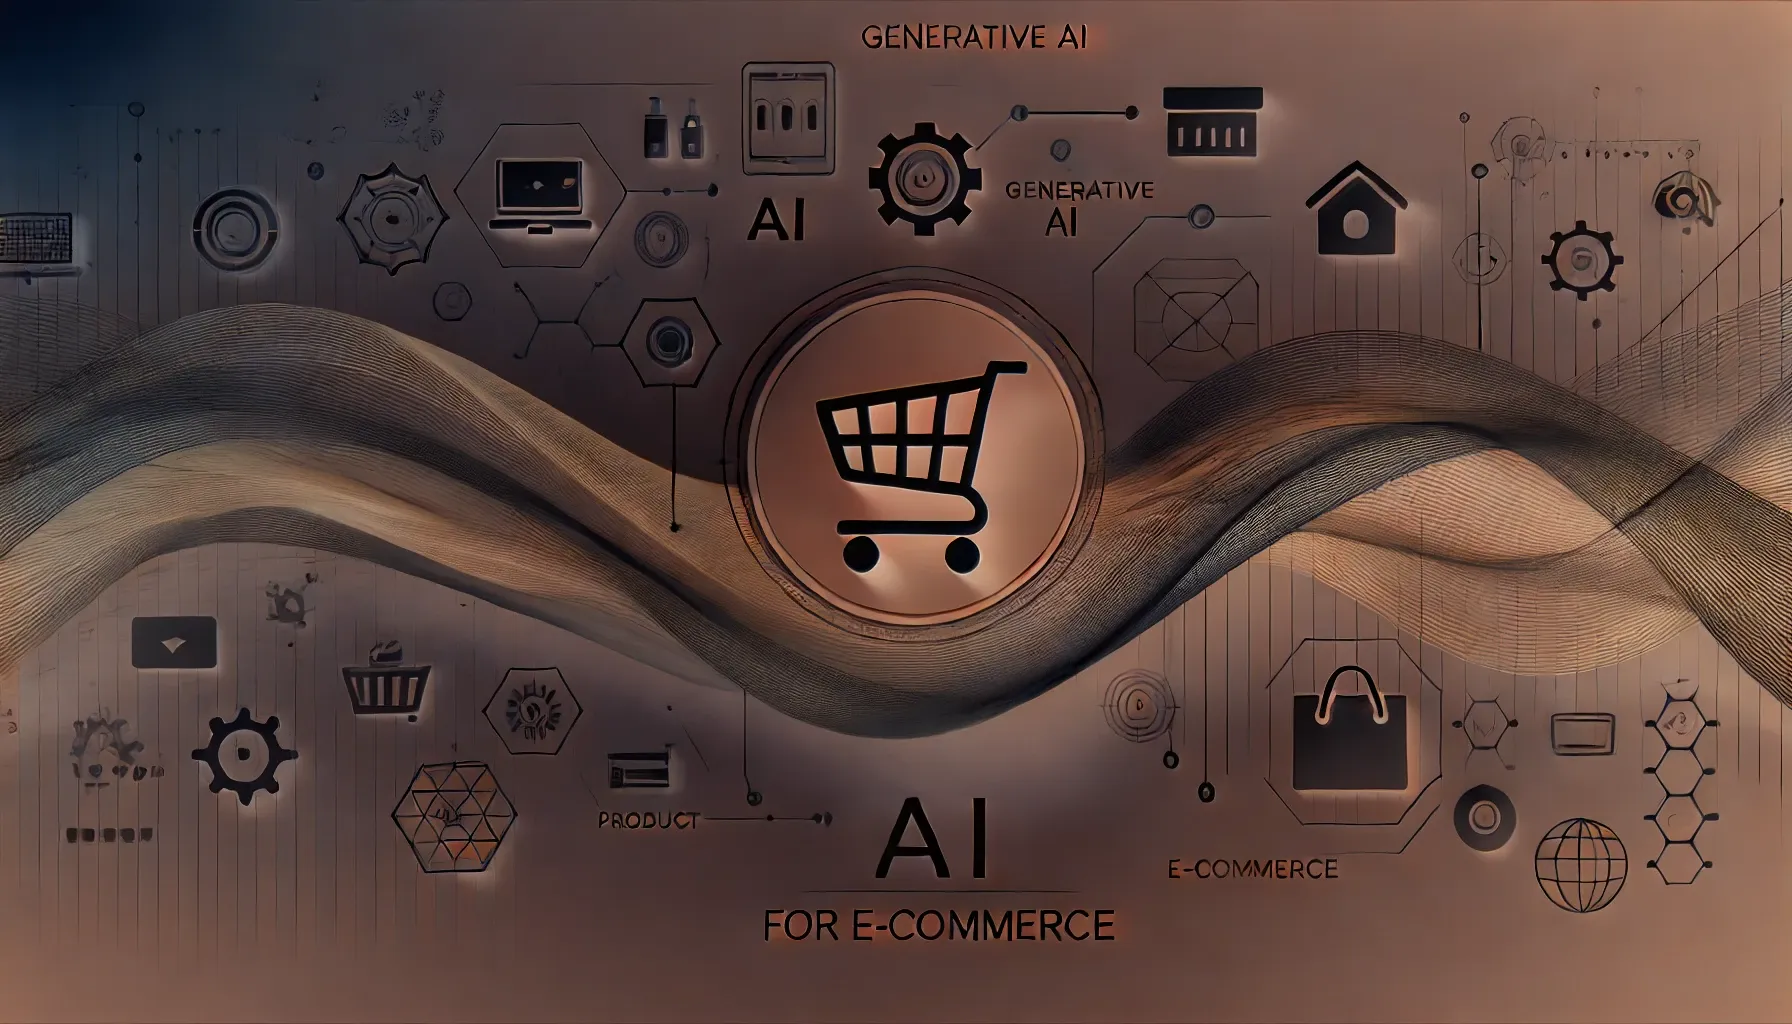 GENERATIVE AI
AI
GENERATIVE
AI
PRODUCT
AI
E-COMMERCE
FOR E-COMMERCE